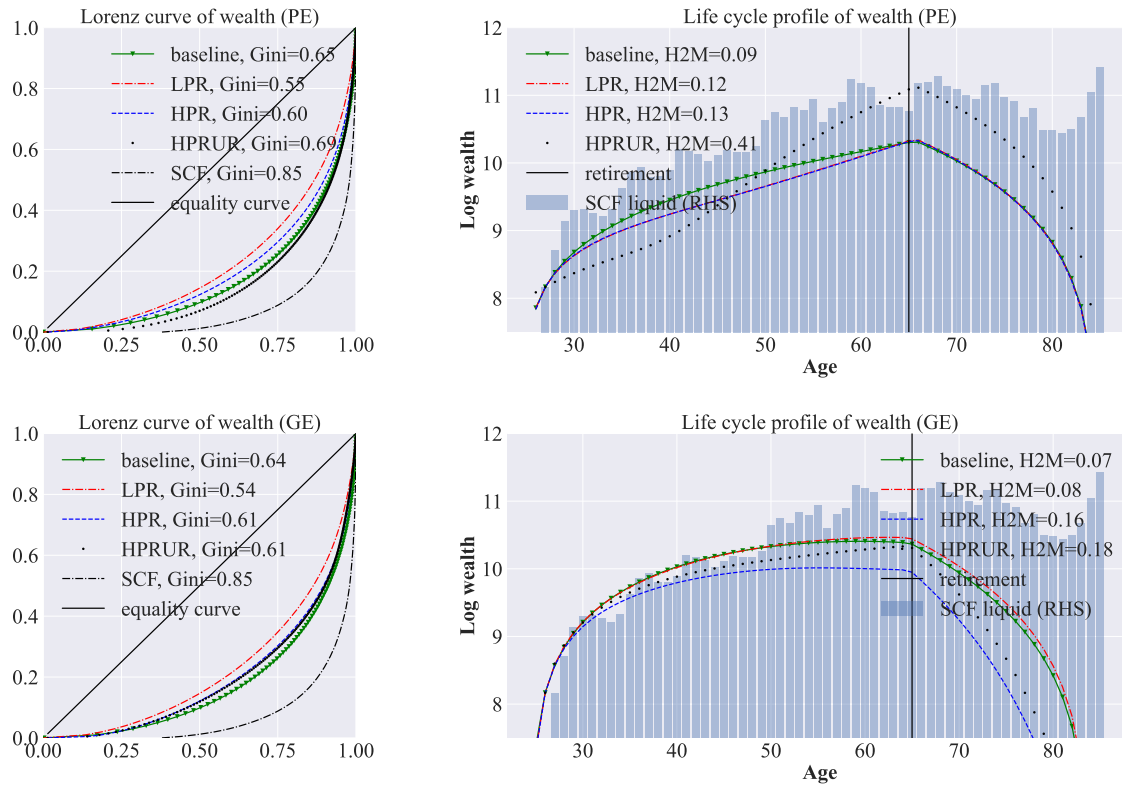 Lorenz curve of wealth (PE)
1.0
0.8
0.6
0.4
0.2
0.0
0.00 0.25 0.50 0.75 1.00
baseline, Gini=0.65
LPR, Gini=0.55
HPR, Gini=0.60
HPRUR, Gini=0.69
SCF, Gini=0.85
equality curve
Life cycle profile of wealth (PE)
Log wealth
12
11
10
9
8
30 40 50 60 70 80
Age
baseline, H2M=0.09
LPR, H2M=0.12
HPR, H2M=0.13
HPRUR, H2M=0.41
retirement
SCF liquid (RHS)
Lorenz curve of wealth (GE)
1.0
0.8
0.6
0.4
0.2
0.0
0.00 0.25 0.50 0.75 1.00
baseline, Gini=0.64
LPR, Gini=0.54
HPR, Gini=0.61
HPRUR, Gini=0.61
SCF, Gini=0.85
equality curve
Life cycle profile of wealth (GE)
Log wealth
12
11
10
9
8
30 40 50 60 70 80
Age
baseline, H2M=0.07
LPR, H2M=0.08
HPR, H2M=0.16
HPRUR, H2M=0.18
retirement
SCF liquid (RHS)